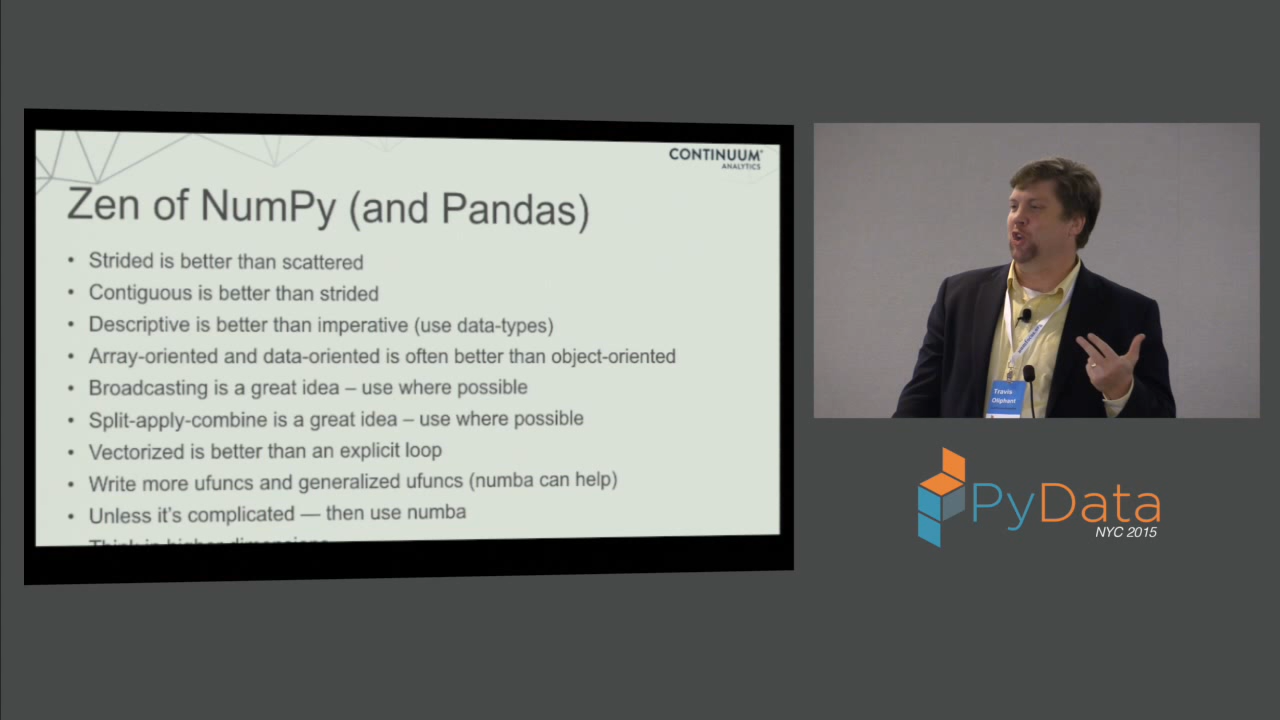 CONTINUUM
ANALYTICS
Zen of NumPy (and Pandas)
• Strided is better than scattered
• Contiguous is better than strided
• Descriptive is better than imperative (use data-types)
• Array-oriented and data-oriented is often better than object-oriented
• Broadcasting is a great idea – use where possible
• Split-apply-combine is a great idea – use where possible
• Vectorized is better than an explicit loop
• Write more ufuncs and generalized ufuncs (numba can help)
• Unless it's complicated — then use numba
Think in higher dimensions
Travis
Oliphant
PyData
NYC 2015